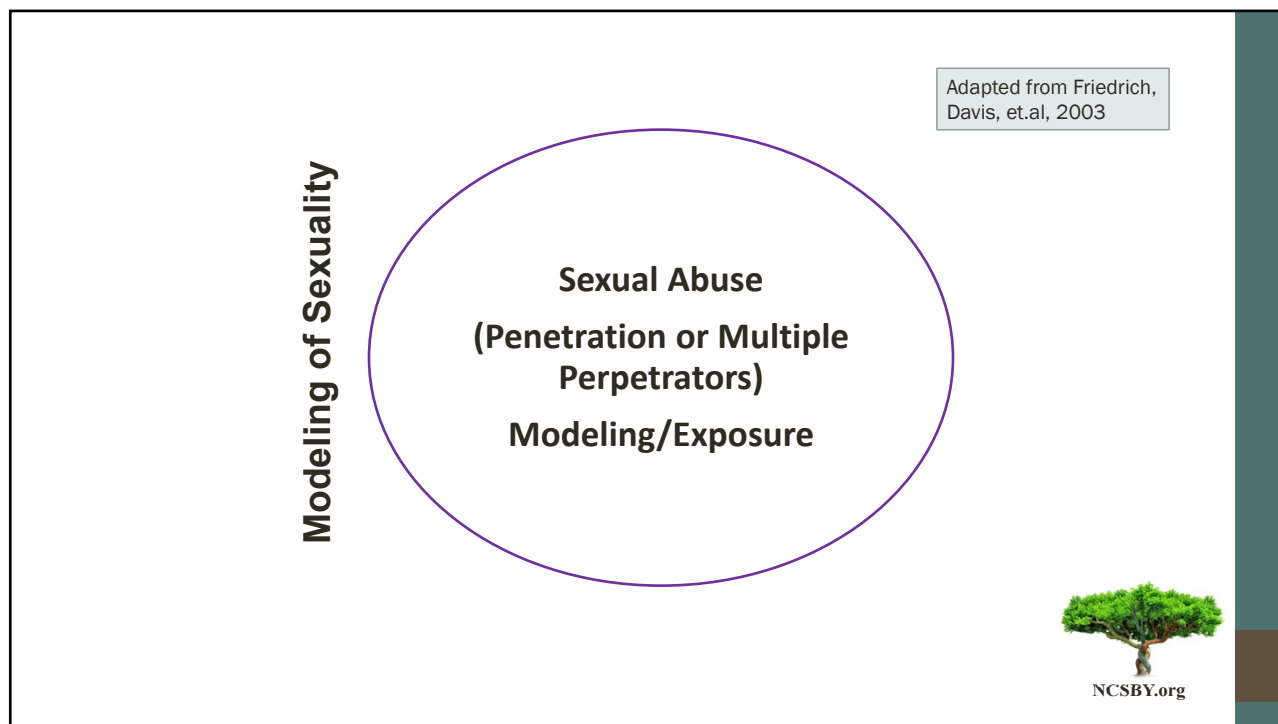 Adapted from Friedrich,
Davis, et.al, 2003
Modeling of Sexuality
Sexual Abuse
(Penetration or Multiple
Perpetrators)
Modeling/Exposure
NCSBY.org